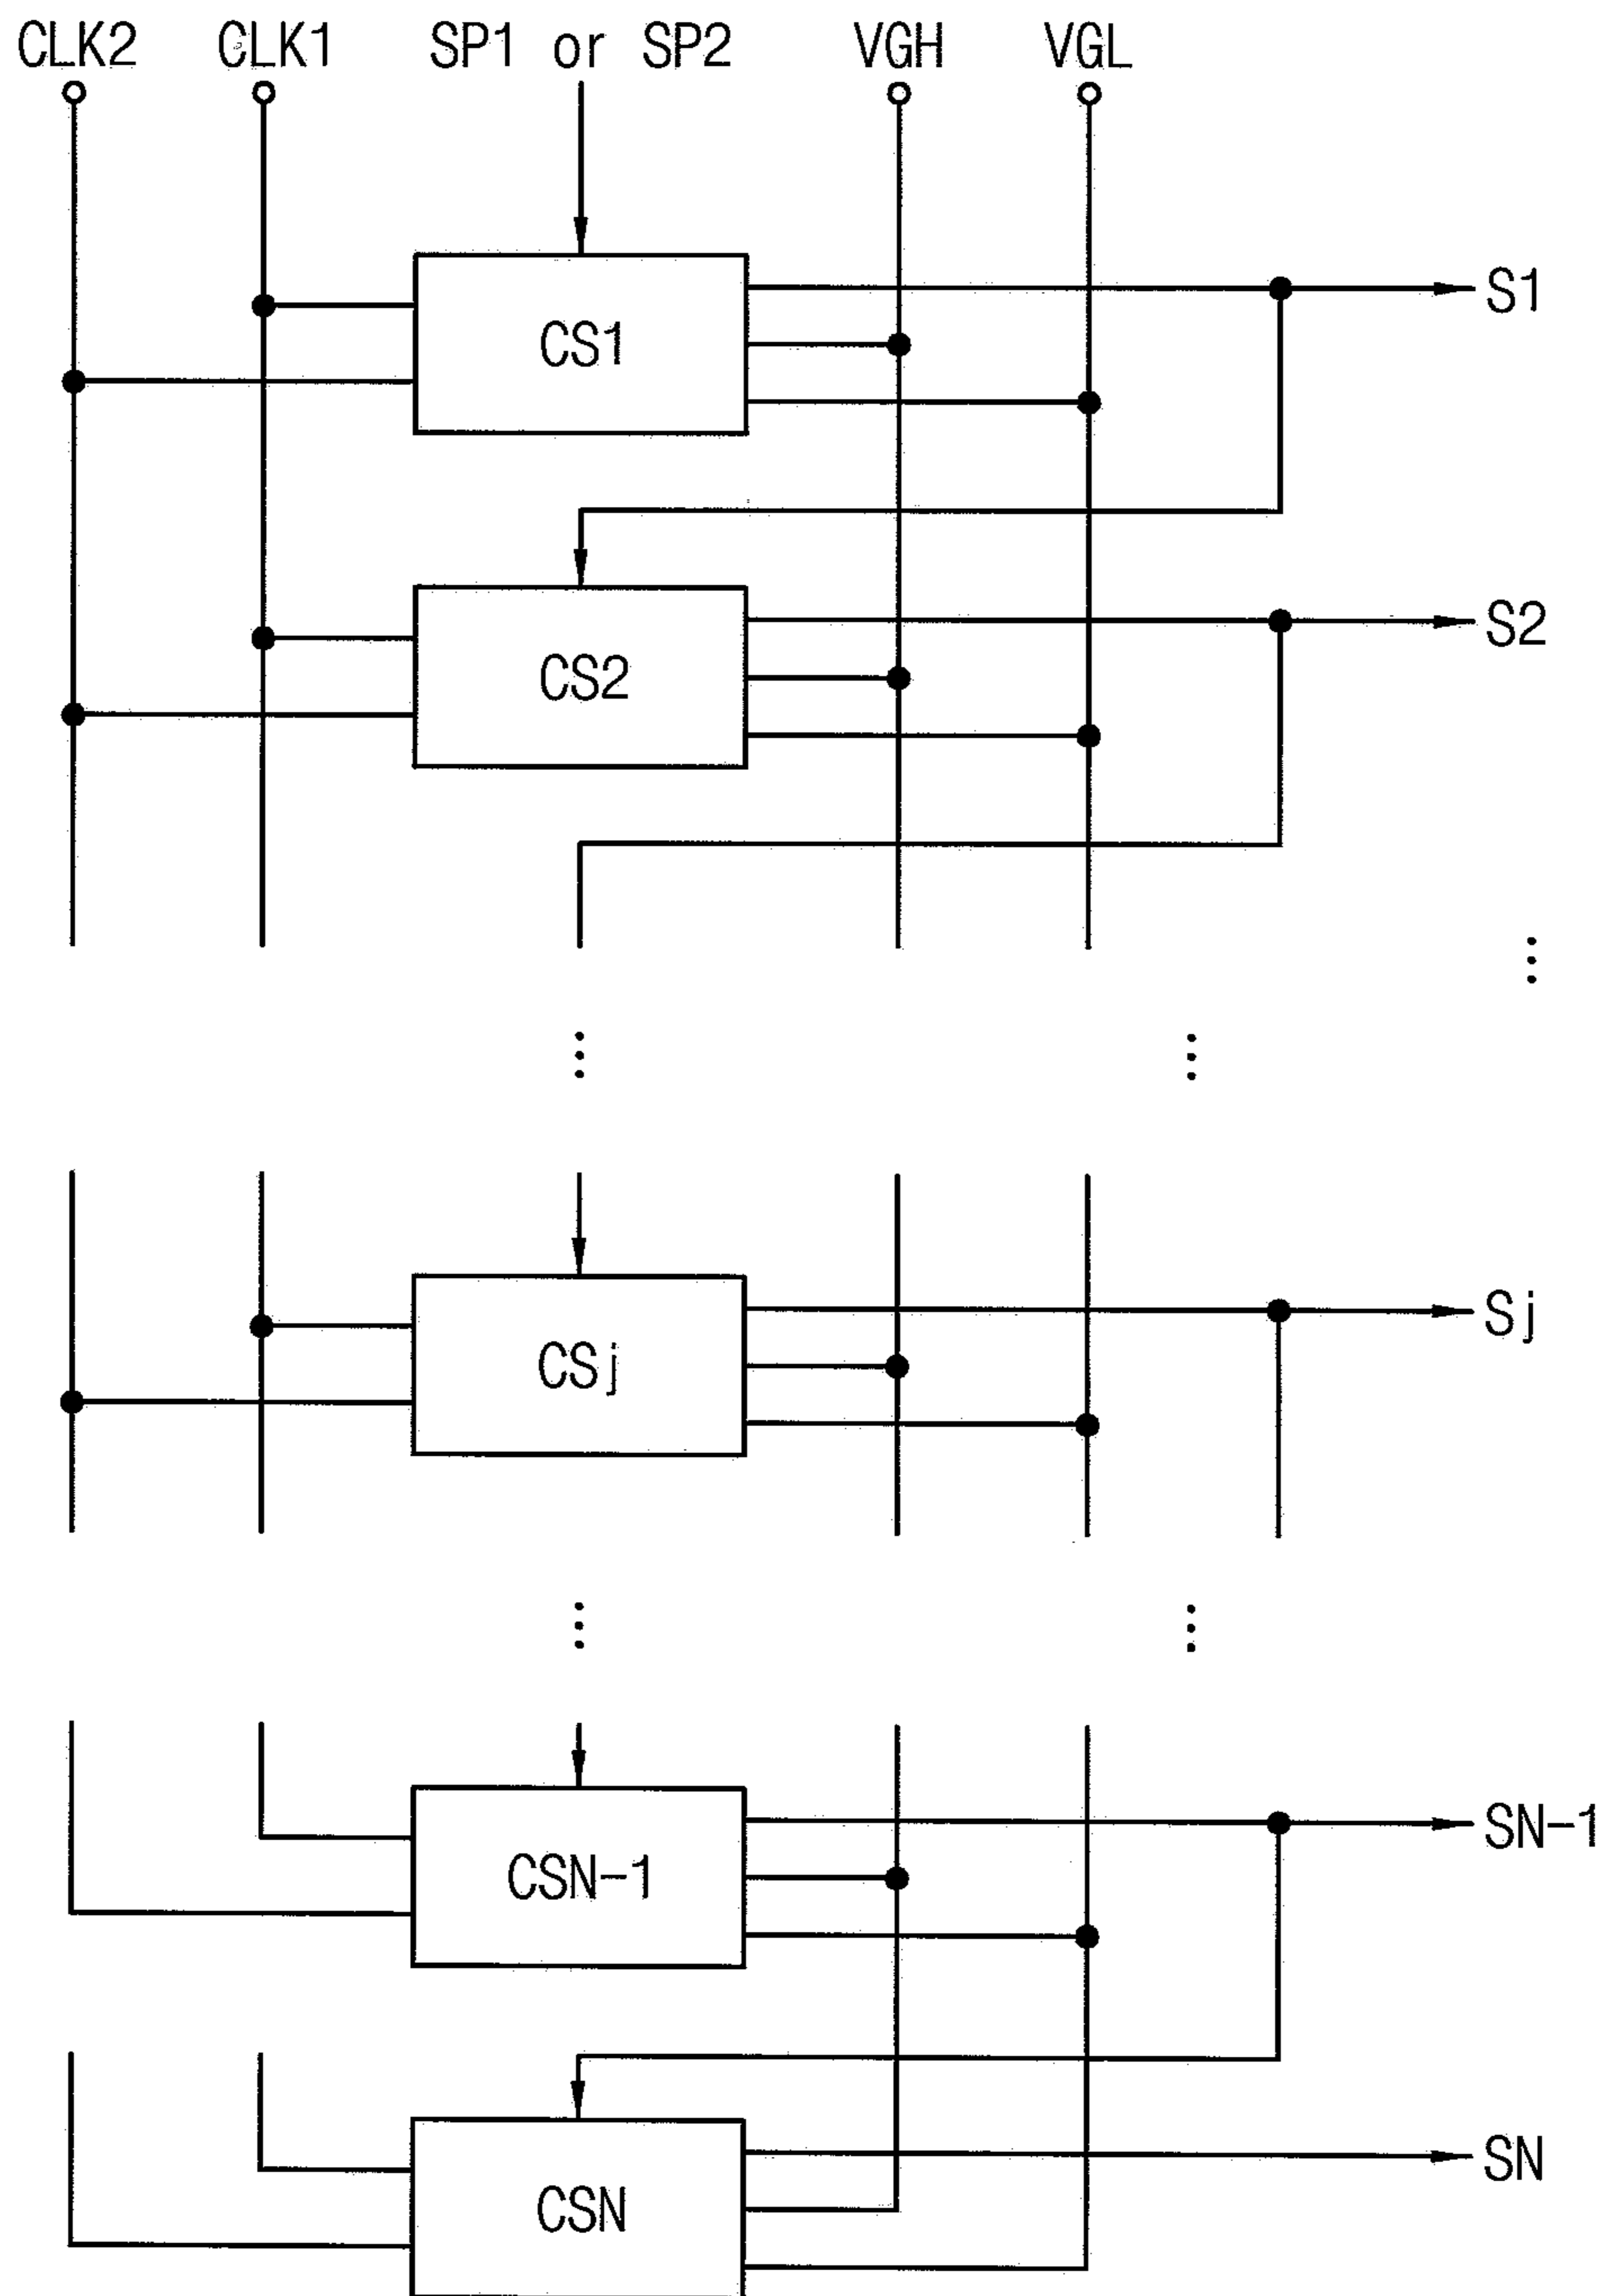 CLK2 CLK1 SP1 or SP2 VGH VGL
S1
CS1
S2
CS2
Sj
CSj
SN-1
CSN-1
SN
CSN